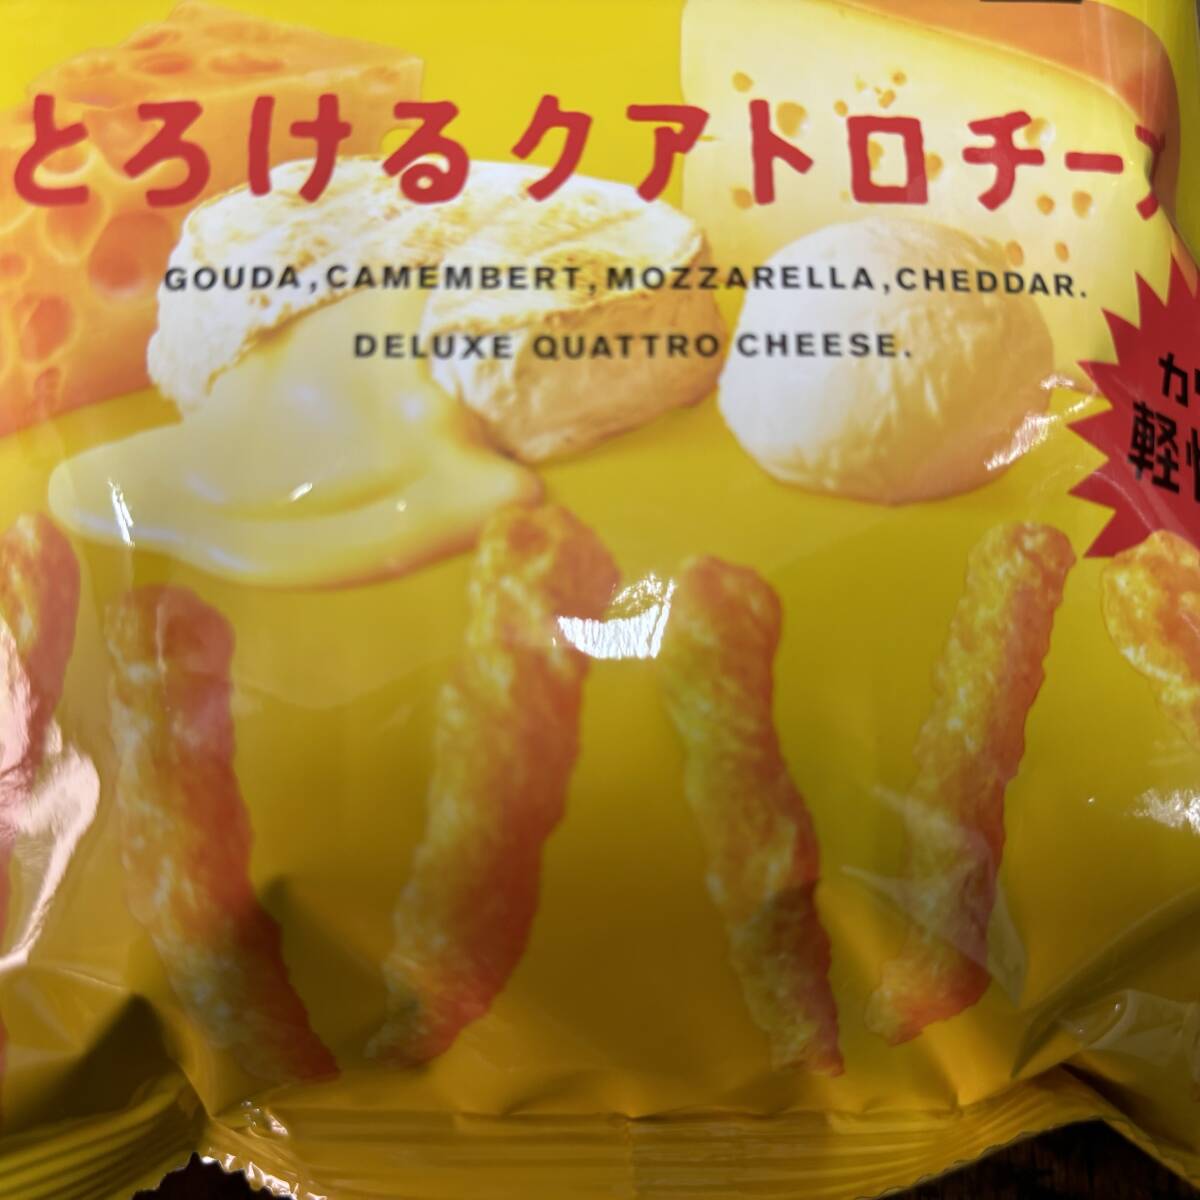 とろけるクアトロチーズ
GOUDA,CAMEMBERT,MOZZARELLA,CHEDDAR.
DELUXE QUATTRO CHEESE.
カ
軽